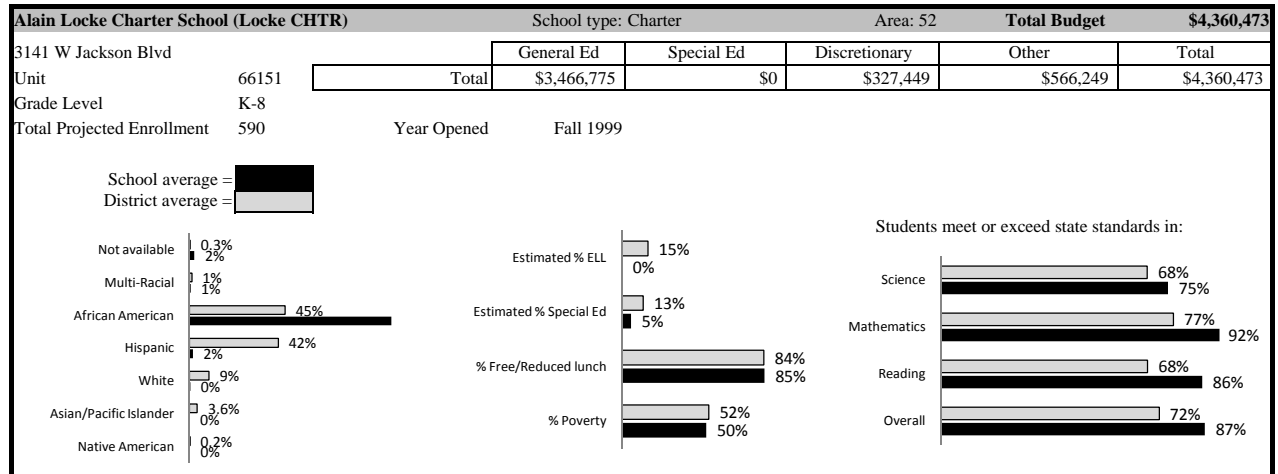 Alain Locke Charter School (Locke CHTR) School type: Charter Area: 52 Total Budget $4,360,473
3141 W Jackson Blvd General Ed Special Ed Discretionary Other Total
Unit 66151 Total $3,466,775 $0 $327,449 $566,249 $4,360,473
Grade Level K-8
Total Projected Enrollment 590 Year Opened Fall 1999
School average =
District average =
Not available 0.3%
2%
Multi-Racial 1%
1%
African American 45%
Hispanic 42%
2%
White 9%
0%
Asian/Pacific Islander 3.6%
0%
Native American 0.2%
0%
Estimated % ELL 15%
0%
Estimated % Special Ed 13%
5%
% Free/Reduced lunch 84%
85%
% Poverty 52%
50%
Students meet or exceed state standards in:
Science 68%
75%
Mathematics 77%
92%
Reading 68%
86%
Overall 72%
87%